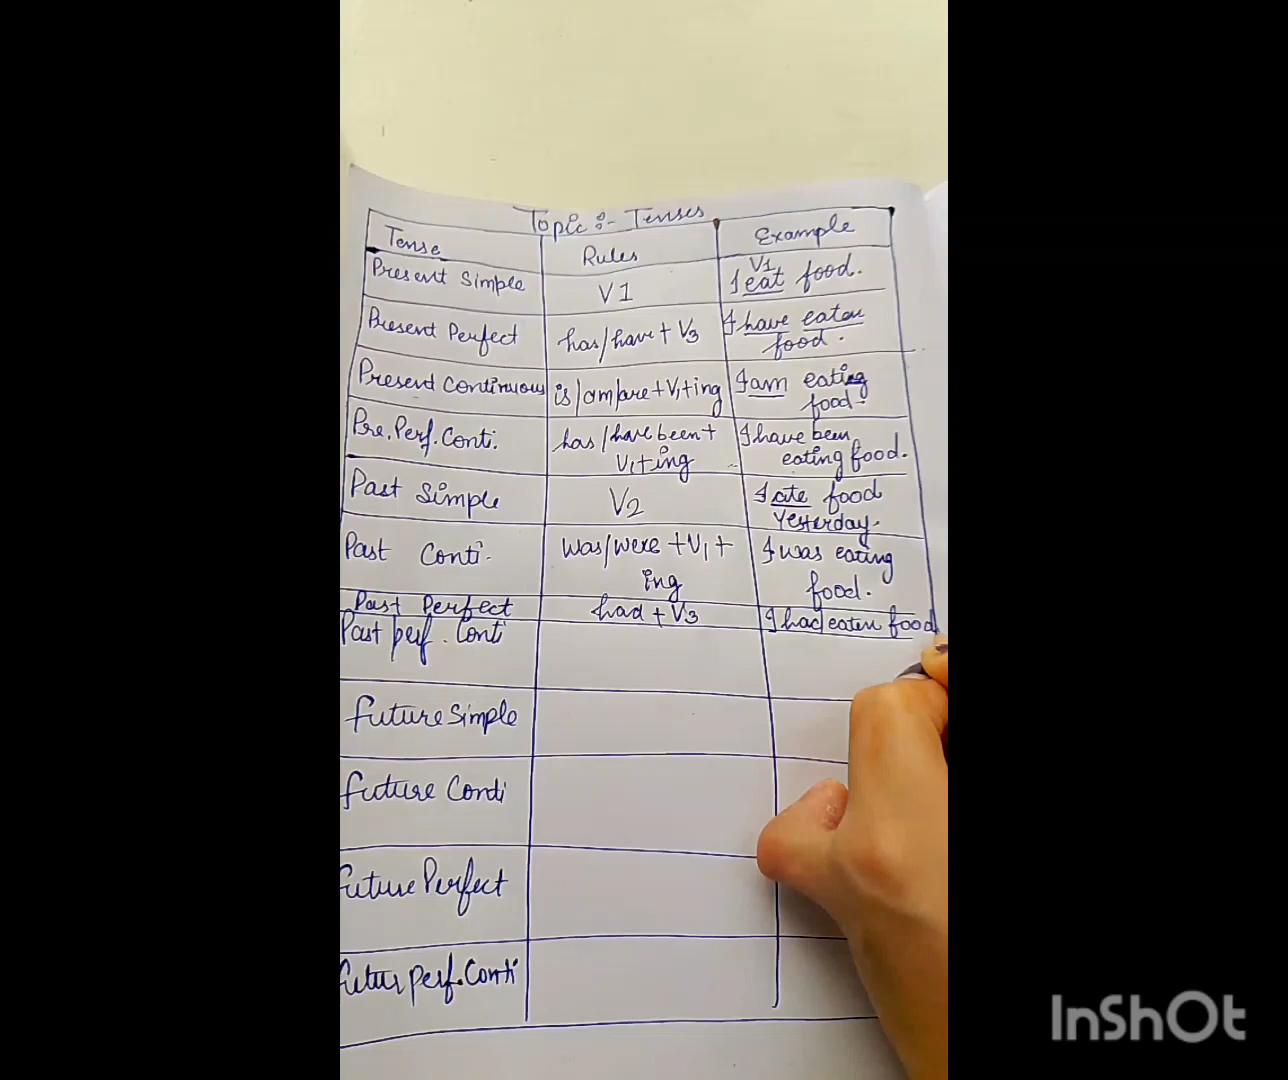 Topic :- Tenses
Tense Rules Example
Present Simple V1 V1
I eat food.
Present Perfect has/have + V3 I have eaten
food.
Present Continuous is/am/are+V1+ing I am eating
food.
Pre. Perf. Conti. has/have been + I have been
V1+ing eating food.
Past Simple V2 I ate food
Yesterday.
Past Conti- was/were + V1 + I was eating
ing food.
Past Perfect had + V3 I had eaten food
Past perf. Conti
future Simple
future Conti
future Perfect
futur perf. Conti
InShOt